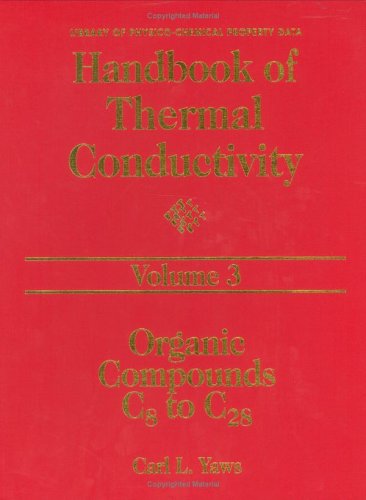 LIBRARY OF PHYSICO-CHEMICAL PROPERTY DATA
Handbook of
Thermal
Conductivity
Volume 3
Organic
Compounds
C₈ to C₂₈
Carl L. Yaws